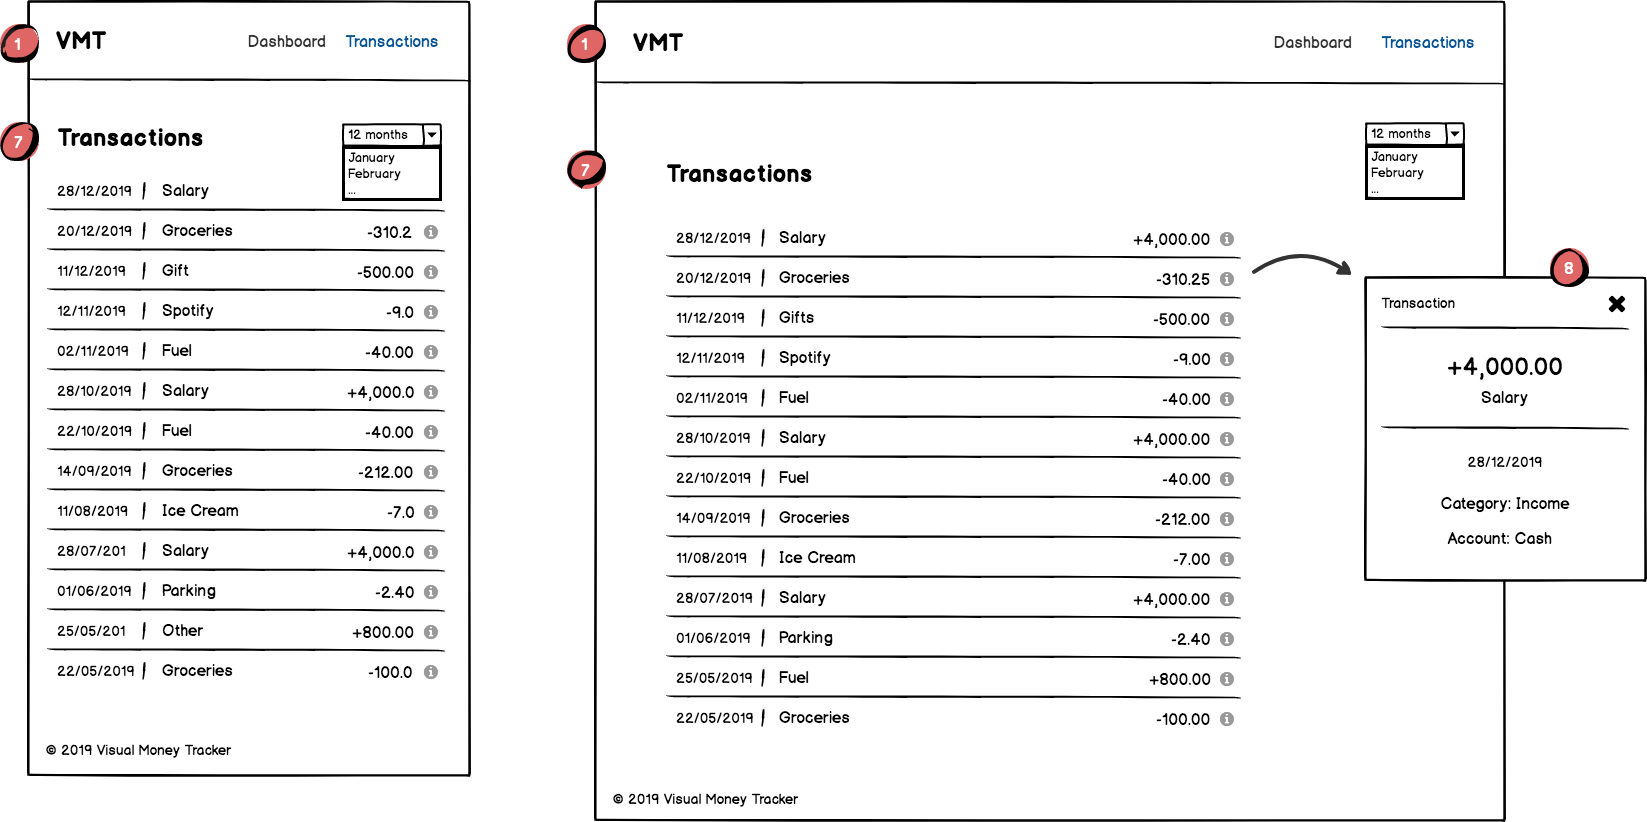 1
VMT
Dashboard Transactions
7
Transactions
12 months
January
February
...
28/12/2019 | Salary
20/12/2019 | Groceries -310.2
11/12/2019 | Gift -500.00
12/11/2019 | Spotify -9.0
02/11/2019 | Fuel -40.00
28/10/2019 | Salary +4,000.0
22/10/2019 | Fuel -40.00
14/09/2019 | Groceries -212.00
11/08/2019 | Ice Cream -7.0
28/07/201 | Salary +4,000.0
01/06/2019 | Parking -2.40
25/05/201 | Other +800.00
22/05/2019 | Groceries -100.0
© 2019 Visual Money Tracker
1
VMT
Dashboard Transactions
7
Transactions
12 months
January
February
...
28/12/2019 | Salary +4,000.00
20/12/2019 | Groceries -310.25
11/12/2019 | Gifts -500.00
12/11/2019 | Spotify -9.00
02/11/2019 | Fuel -40.00
28/10/2019 | Salary +4,000.00
22/10/2019 | Fuel -40.00
14/09/2019 | Groceries -212.00
11/08/2019 | Ice Cream -7.00
28/07/2019 | Salary +4,000.00
01/06/2019 | Parking -2.40
25/05/2019 | Fuel +800.00
22/05/2019 | Groceries -100.00
© 2019 Visual Money Tracker
8
Transaction
+4,000.00
Salary
28/12/2019
Category: Income
Account: Cash